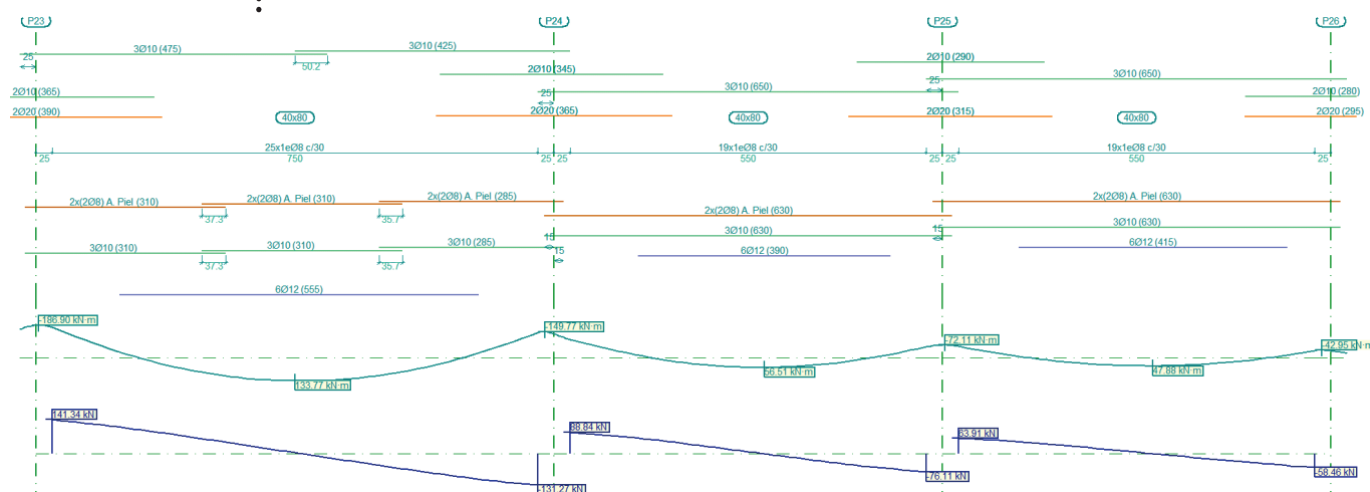 P23 P24 P25 P26
3Ø10 (475) 3Ø10 (425)
25 50.2 2Ø10 (290)
2Ø10 (345) 3Ø10 (650)
2Ø10 (365) 25 3Ø10 (650) 25 2Ø10 (280)
2Ø20 (390) 40x80 2Ø20 (365) 40x80 2Ø20 (315) 40x80 2Ø20 (295)
25x1eØ8 c/30 19x1eØ8 c/30 19x1eØ8 c/30
25 750 25 25 550 25 25 550 25
2x(2Ø8) A. Piel (310) 2x(2Ø8) A. Piel (310) 2x(2Ø8) A. Piel (285) 2x(2Ø8) A. Piel (630)
37.3 35.7 2x(2Ø8) A. Piel (630)
15 3Ø10 (630) 15 3Ø10 (630)
3Ø10 (310) 3Ø10 (310) 3Ø10 (285) 15 6Ø12 (390) 6Ø12 (415)
37.3 35.7
6Ø12 (555)
-186.90 kN·m -149.77 kN·m -72.11 kN·m -42.95 kN·m
133.77 kN·m 56.51 kN·m 47.88 kN·m
141.34 kN 88.84 kN 63.91 kN
-131.27 kN -76.11 kN -58.46 kN